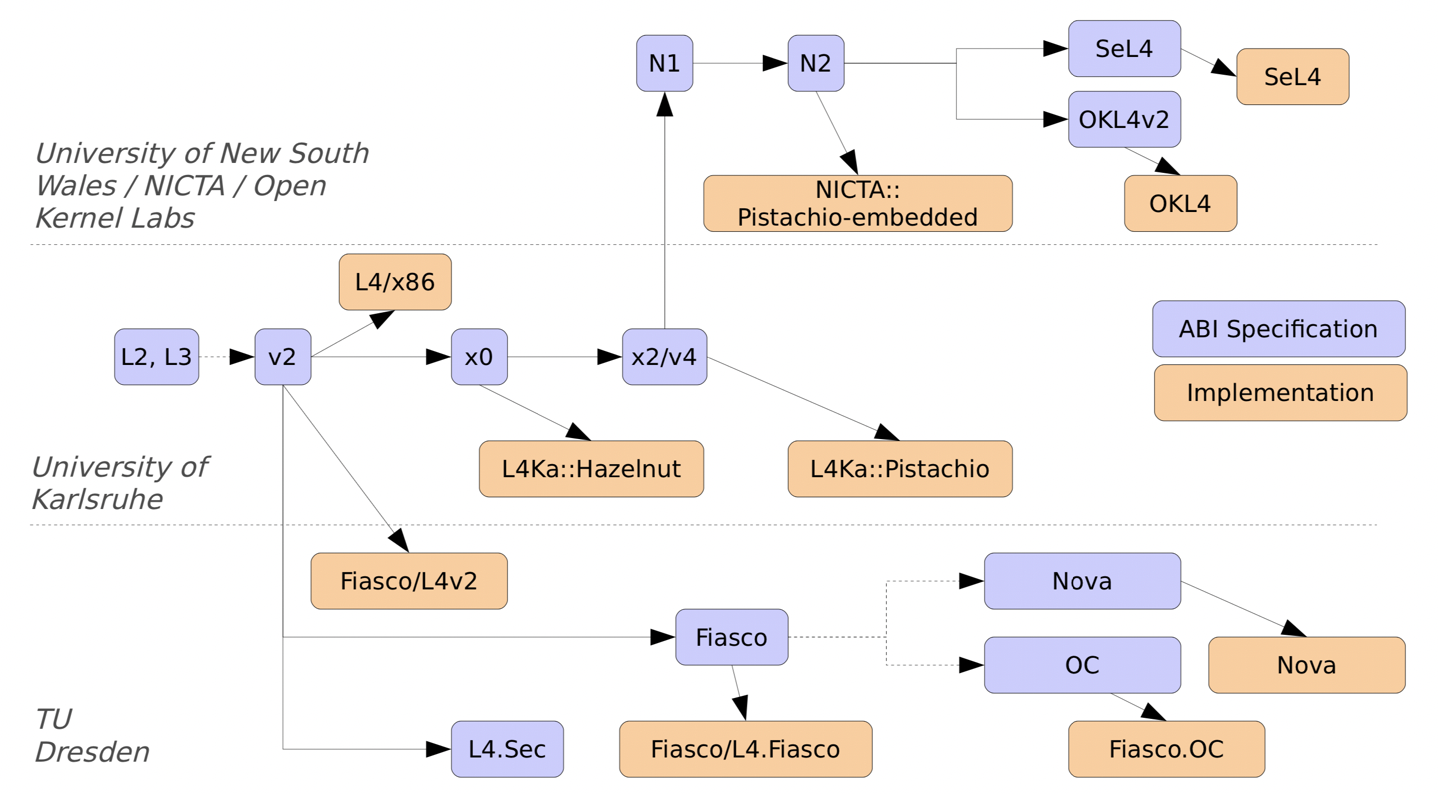 N1
N2
SeL4
SeL4
OKL4v2
OKL4
NICTA::
Pistachio-embedded
University of New South
Wales / NICTA / Open
Kernel Labs
L4/x86
L2, L3
v2
x0
x2/v4
ABI Specification
Implementation
L4Ka::Hazelnut
L4Ka::Pistachio
University of
Karlsruhe
Fiasco/L4v2
Nova
Fiasco
OC
Nova
TU
Dresden
L4.Sec
Fiasco/L4.Fiasco
Fiasco.OC